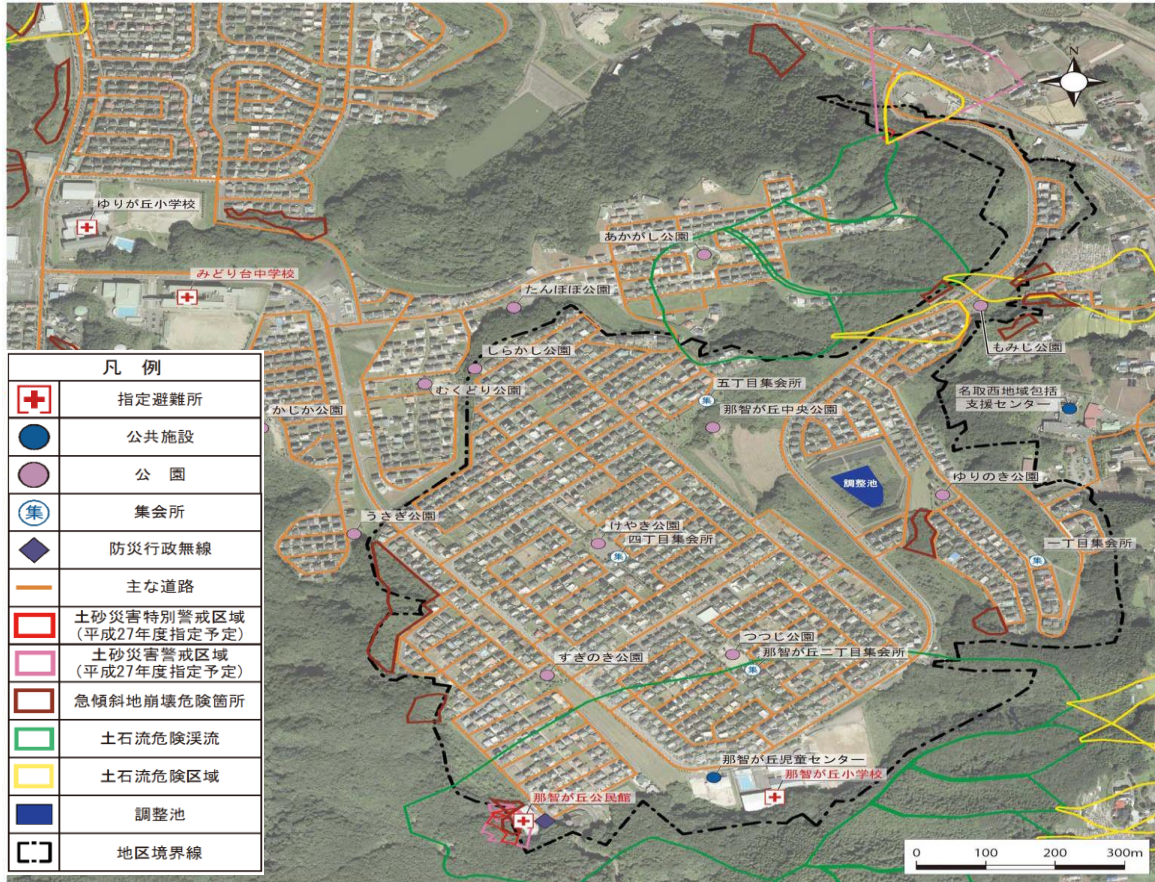 N
ゆりが丘小学校
あかがし公園
みどり台中学校
たんぽぽ公園
もみじ公園
しらかし公園
凡 例
指定避難所
公共施設
公 園
集
集会所
防災行政無線
主な道路
土砂災害特別警戒区域
(平成27年度指定予定)
土砂災害警戒区域
(平成27年度指定予定)
急傾斜地崩壊危険箇所
土石流危険渓流
土石流危険区域
調整池
地区境界線
むくどり公園
五丁目集会所
集
名取西地域包括
支援センター
かじか公園
那智が丘中央公園
調整池
ゆりのき公園
うさぎ公園
けやき公園
四丁目集会所
集
一丁目集会所
集
つつじ公園
那智が丘二丁目集会所
集
すぎのき公園
那智が丘児童センター
那智が丘小学校
那智が丘公民館
0 100 200 300m